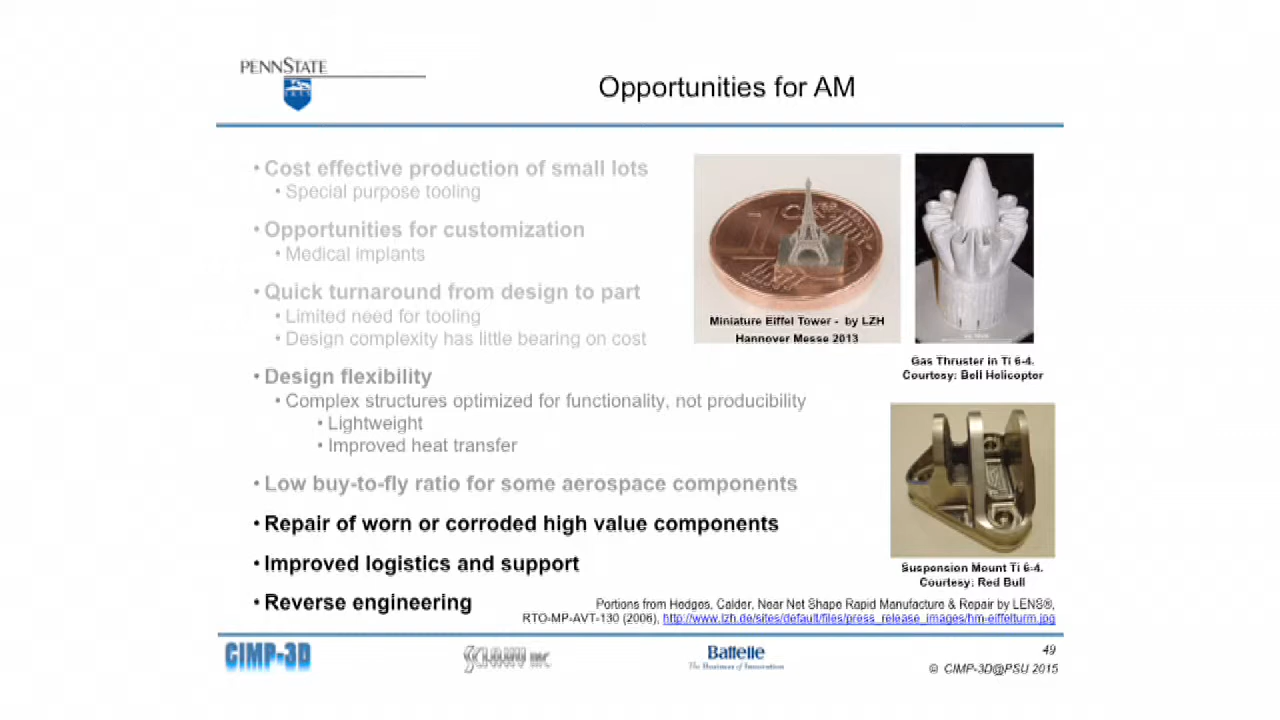 PENNSTATE
Opportunities for AM
• Cost effective production of small lots
• Special purpose tooling
• Opportunities for customization
• Medical implants
• Quick turnaround from design to part
• Limited need for tooling
• Design complexity has little bearing on cost
• Design flexibility
• Complex structures optimized for functionality, not producibility
• Lightweight
• Improved heat transfer
• Low buy-to-fly ratio for some aerospace components
• Repair of worn or corroded high value components
• Improved logistics and support
• Reverse engineering
Miniature Eiffel Tower - by LZH
Hannover Messe 2013
Gas Thruster in Ti 6-4.
Courtesy: Bell Helicopter
Suspension Mount Ti 6-4.
Courtesy: Red Bull
Portions from Hedges, Calder, Near Net Shape Rapid Manufacture & Repair by LENS®,
RTO-MP-AVT-130 (2006), http://www.lzh.de/sites/default/files/press_release_images/hm-eiffelturm.jpg
CIMP-3D
Battelle
The Business of Innovation
49
© CIMP-3D@PSU 2015